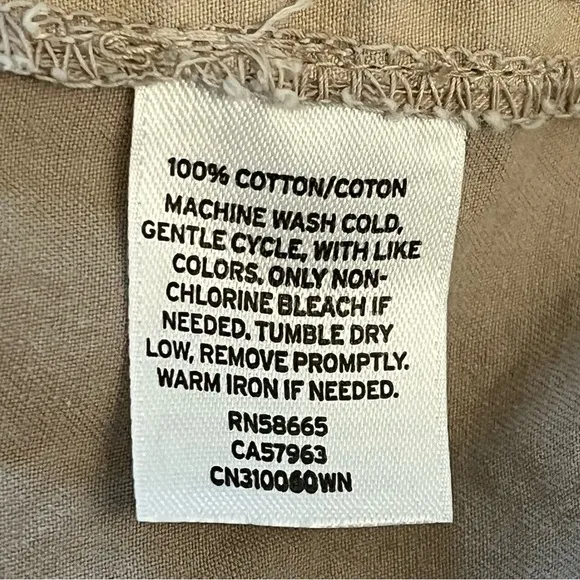 100% COTTON/COTON
MACHINE WASH COLD,
GENTLE CYCLE, WITH LIKE
COLORS. ONLY NON-
CHLORINE BLEACH IF
NEEDED. TUMBLE DRY
LOW, REMOVE PROMPTLY.
WARM IRON IF NEEDED.
RN58665
CA57963
CN310060WN